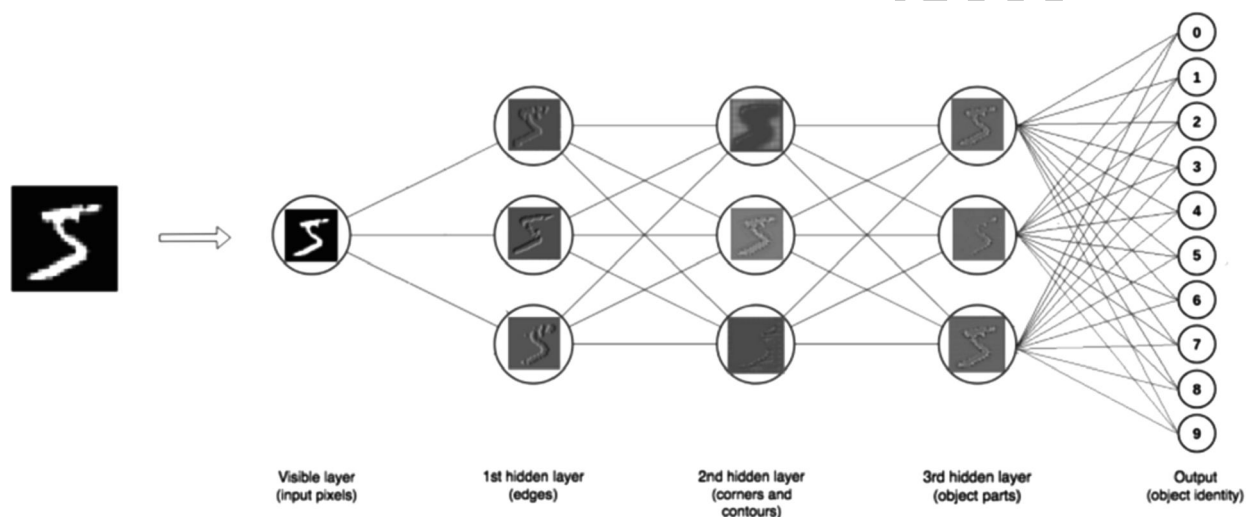 0
1
2
3
4
5
6
7
8
9
Visible layer
(input pixels)
1st hidden layer
(edges)
2nd hidden layer
(corners and
contours)
3rd hidden layer
(object parts)
Output
(object identity)